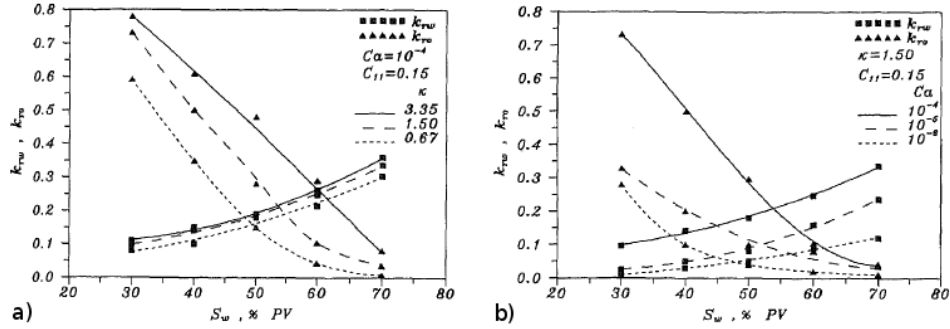 0.8
0.7
0.6
0.5
0.4
0.3
0.2
0.1
0.0
k_rw , k_ro
k_rw
k_ro
Ca=10⁻⁴
C₁₁=0.15
κ
3.35
1.50
0.67
20 30 40 50 60 70 80
S_w , % PV
a)
0.8
0.7
0.6
0.5
0.4
0.3
0.2
0.1
0.0
k_rw , k_ro
k_rw
k_ro
κ=1.50
C₁₁=0.15
Ca
10⁻⁴
10⁻⁶
20 30 40 50 60 70 80
S_w , % PV
b)